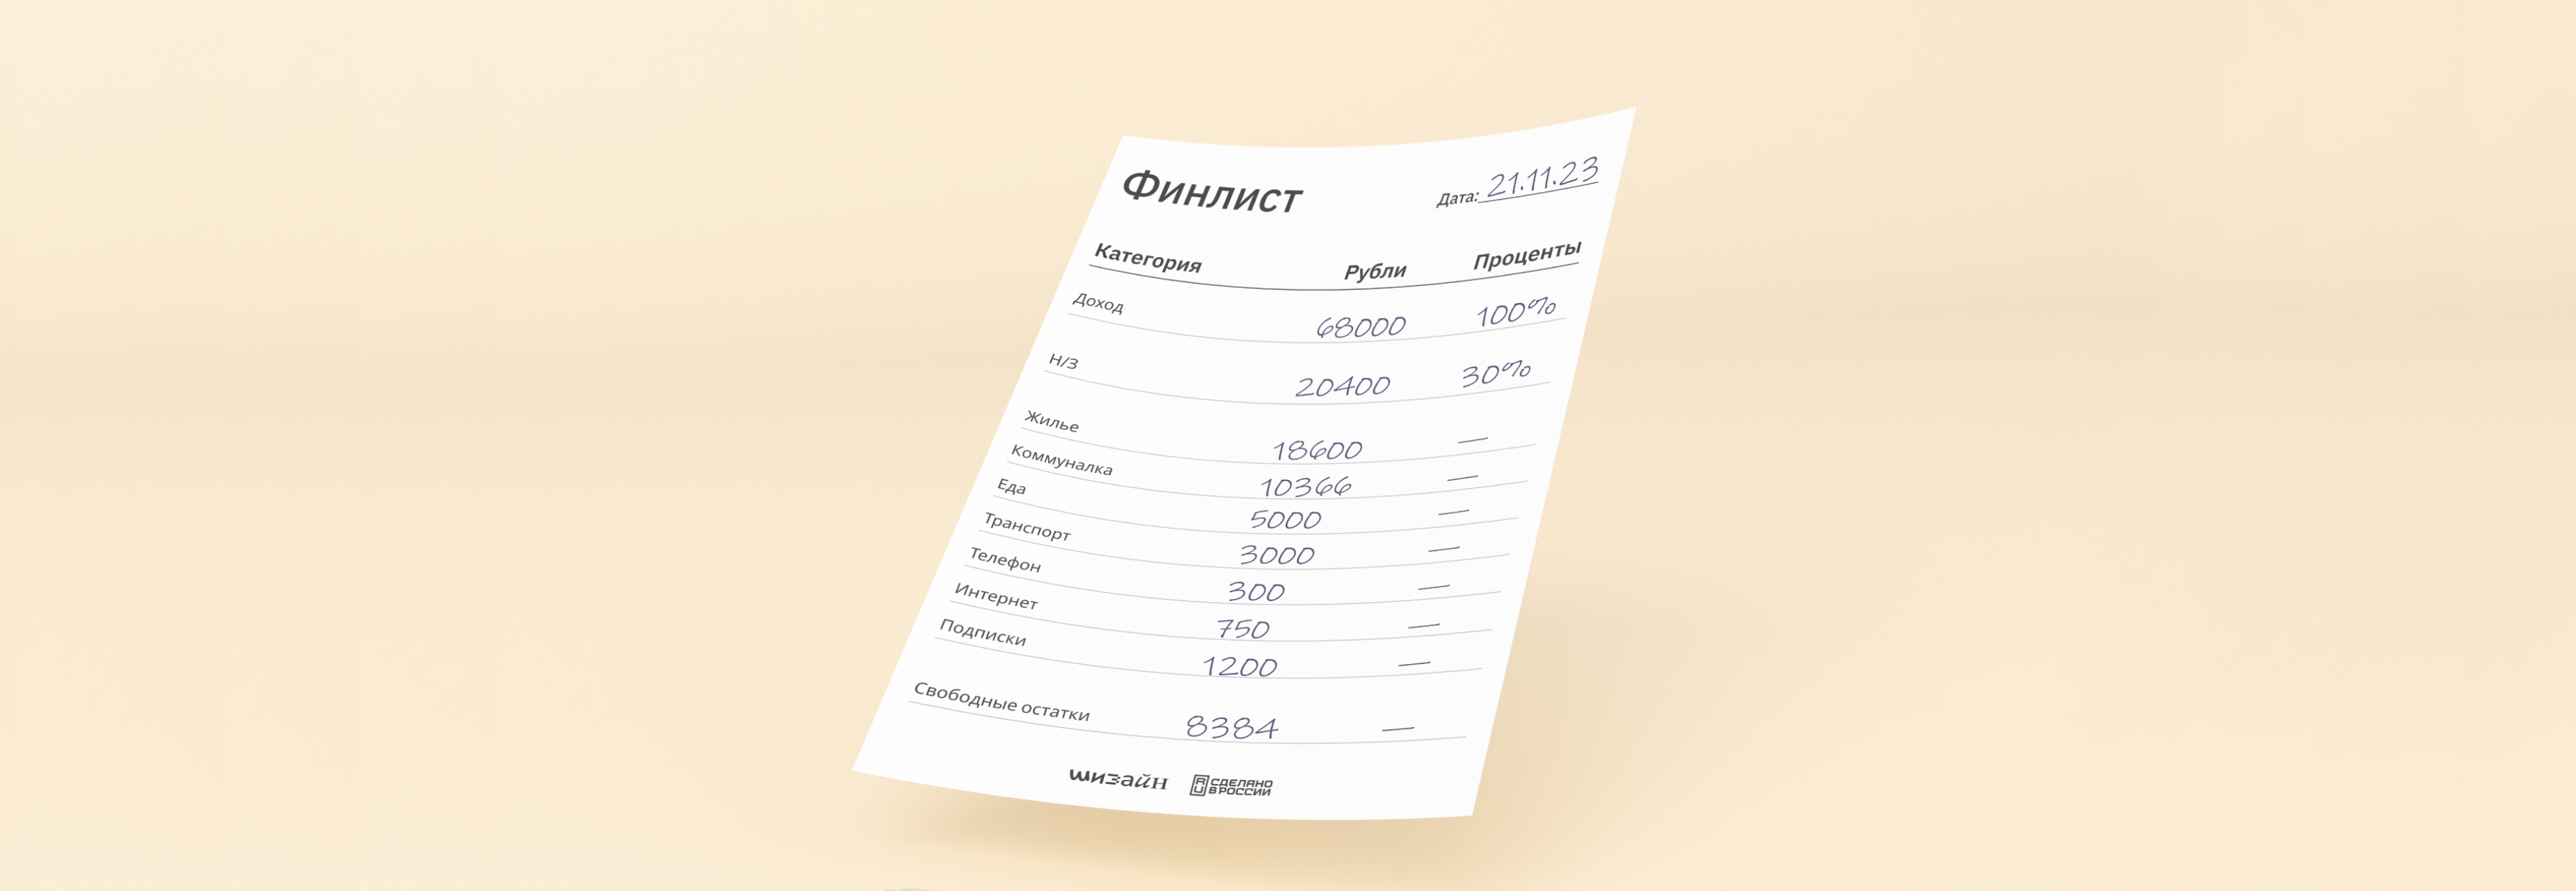 Финлист Дата: 21.11.23
Категория Рубли Проценты
Доход 68000 100%
Н/З 20400 30%
Жилье 18600 —
Коммуналка 10366 —
Еда 5000 —
Транспорт 3000 —
Телефон 300 —
Интернет 750 —
Подписки 1200 —
Свободные остатки 8384 —
шизайн СДЕЛАНО
В РОССИИ